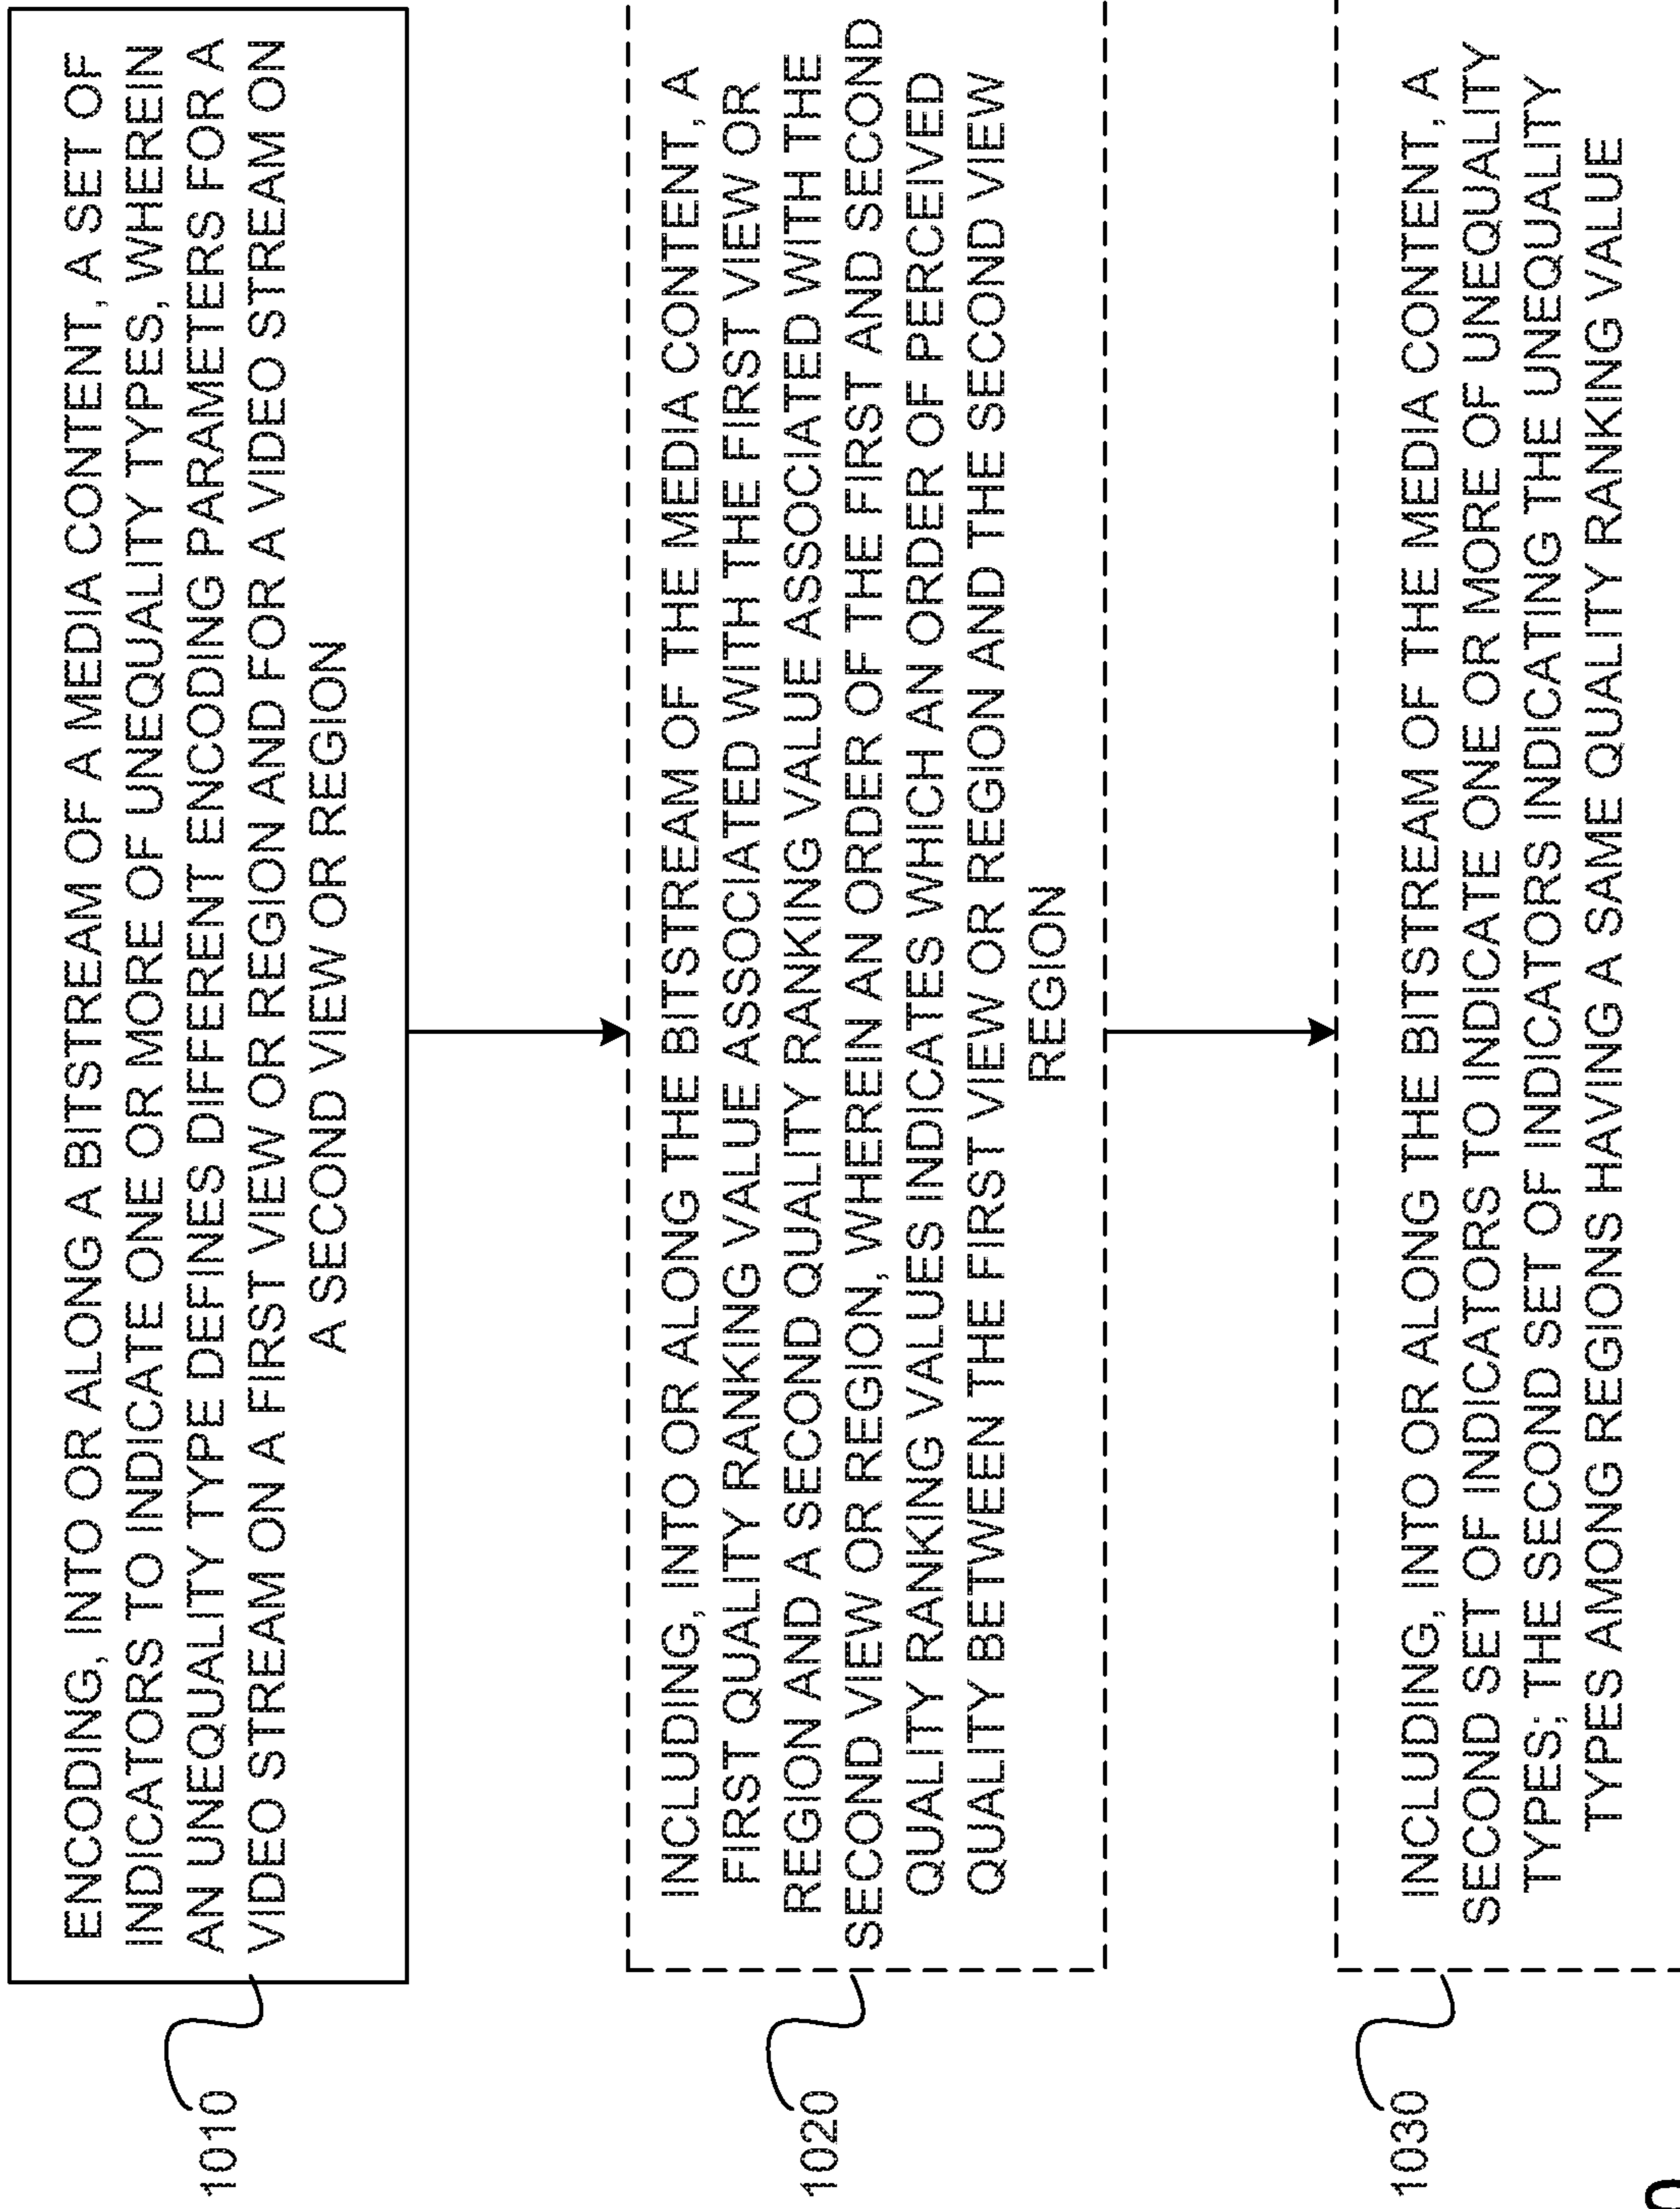 1010
ENCODING, INTO OR ALONG A BITSTREAM OF A MEDIA CONTENT, A SET OF
INDICATORS TO INDICATE ONE OR MORE OF UNEQUALITY TYPES, WHEREIN
AN UNEQUALITY TYPE DEFINES DIFFERENT ENCODING PARAMETERS FOR A
VIDEO STREAM ON A FIRST VIEW OR REGION AND FOR A VIDEO STREAM ON
A SECOND VIEW OR REGION
1020
INCLUDING, INTO OR ALONG THE BITSTREAM OF THE MEDIA CONTENT, A
FIRST QUALITY RANKING VALUE ASSOCIATED WITH THE FIRST VIEW OR
REGION AND A SECOND QUALITY RANKING VALUE ASSOCIATED WITH THE
SECOND VIEW OR REGION, WHEREIN AN ORDER OF THE FIRST AND SECOND
QUALITY RANKING VALUES INDICATES WHICH AN ORDER OF PERCEIVED
QUALITY BETWEEN THE FIRST VIEW OR REGION AND THE SECOND VIEW
REGION
1030
INCLUDING, INTO OR ALONG THE BITSTREAM OF THE MEDIA CONTENT, A
SECOND SET OF INDICATORS TO INDICATE ONE OR MORE OF UNEQUALITY
TYPES; THE SECOND SET OF INDICATORS INDICATING THE UNEQUALITY
TYPES AMONG REGIONS HAVING A SAME QUALITY RANKING VALUE